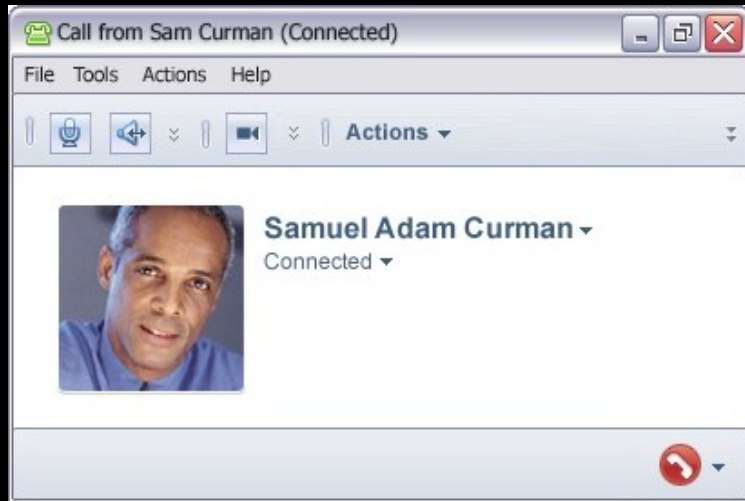 Call from Sam Curman (Connected)
File Tools Actions Help
Actions
Samuel Adam Curman
Connected